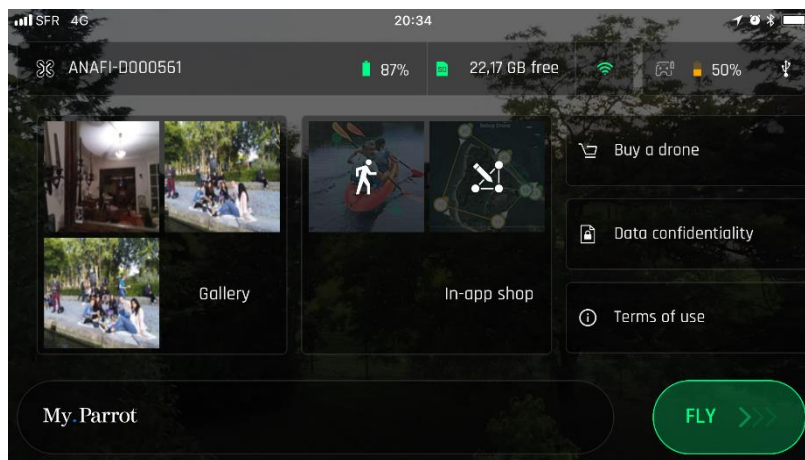 SFR 4G 20:34
ANAFI-D000561 87% 22,17 GB free 50%
Buy a drone
Data confidentiality
Gallery In-app shop
Terms of use
My.Parrot FLY